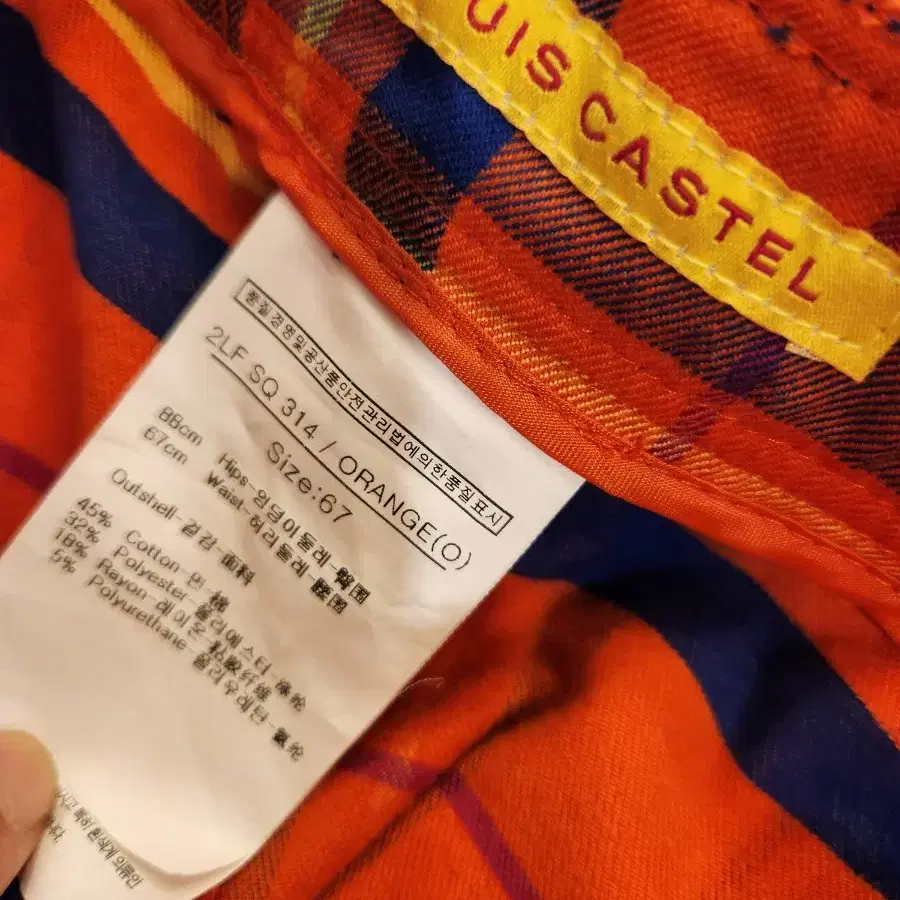 UIS CASTEL
품질경영및공산품안전관리법에의한품질표시
2LF SQ 314 / ORANGE(O)
Size:67
86cm Hips-엉덩이둘레-臀围
67cm Waist-허리둘레-腰围
Outshell-겉감-面料
45% Cotton-면-棉
32% Polyester-폴리에스터-涤纶
18% Rayon-레이온-粘胶纤维
5% Polyurethane-폴리우레탄-氨纶